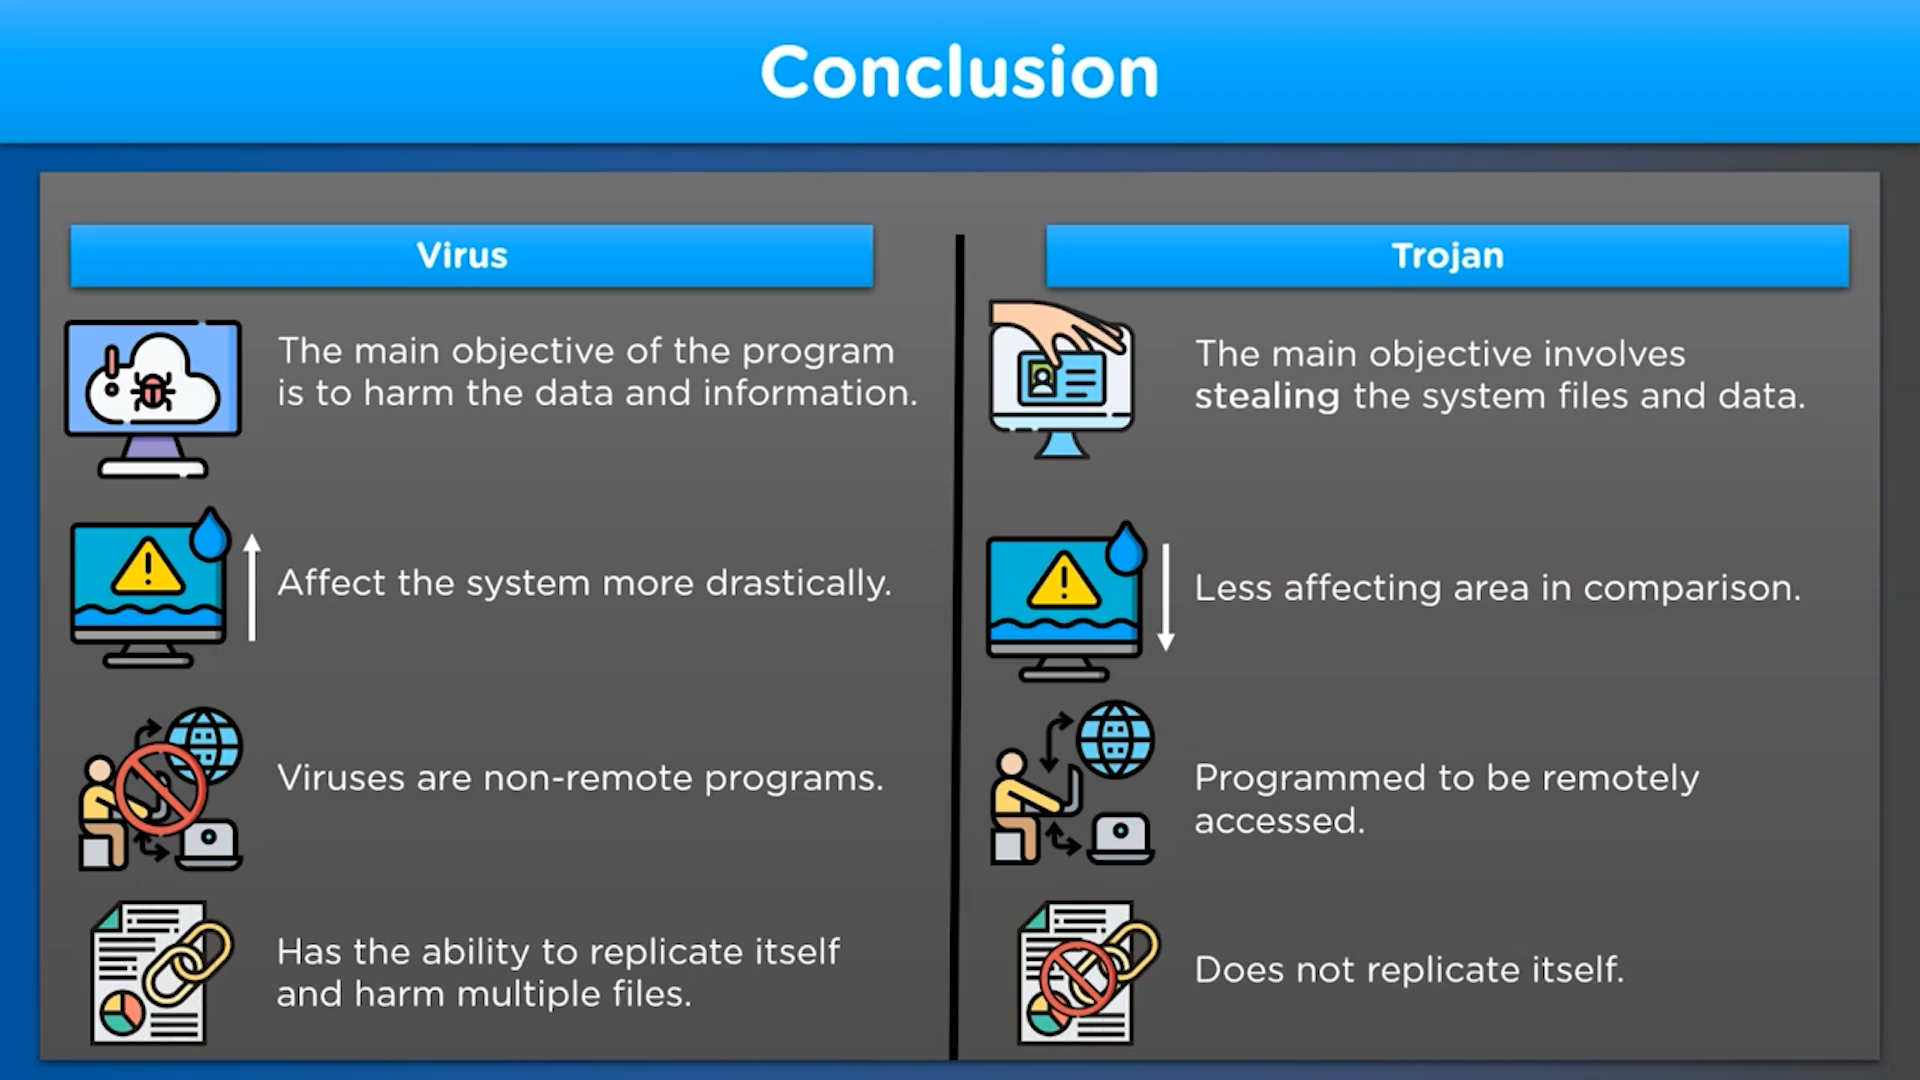 Conclusion
Virus
The main objective of the program
is to harm the data and information.
Affect the system more drastically.
Viruses are non-remote programs.
Has the ability to replicate itself
and harm multiple files.
Trojan
The main objective involves
stealing the system files and data.
Less affecting area in comparison.
Programmed to be remotely
accessed.
Does not replicate itself.